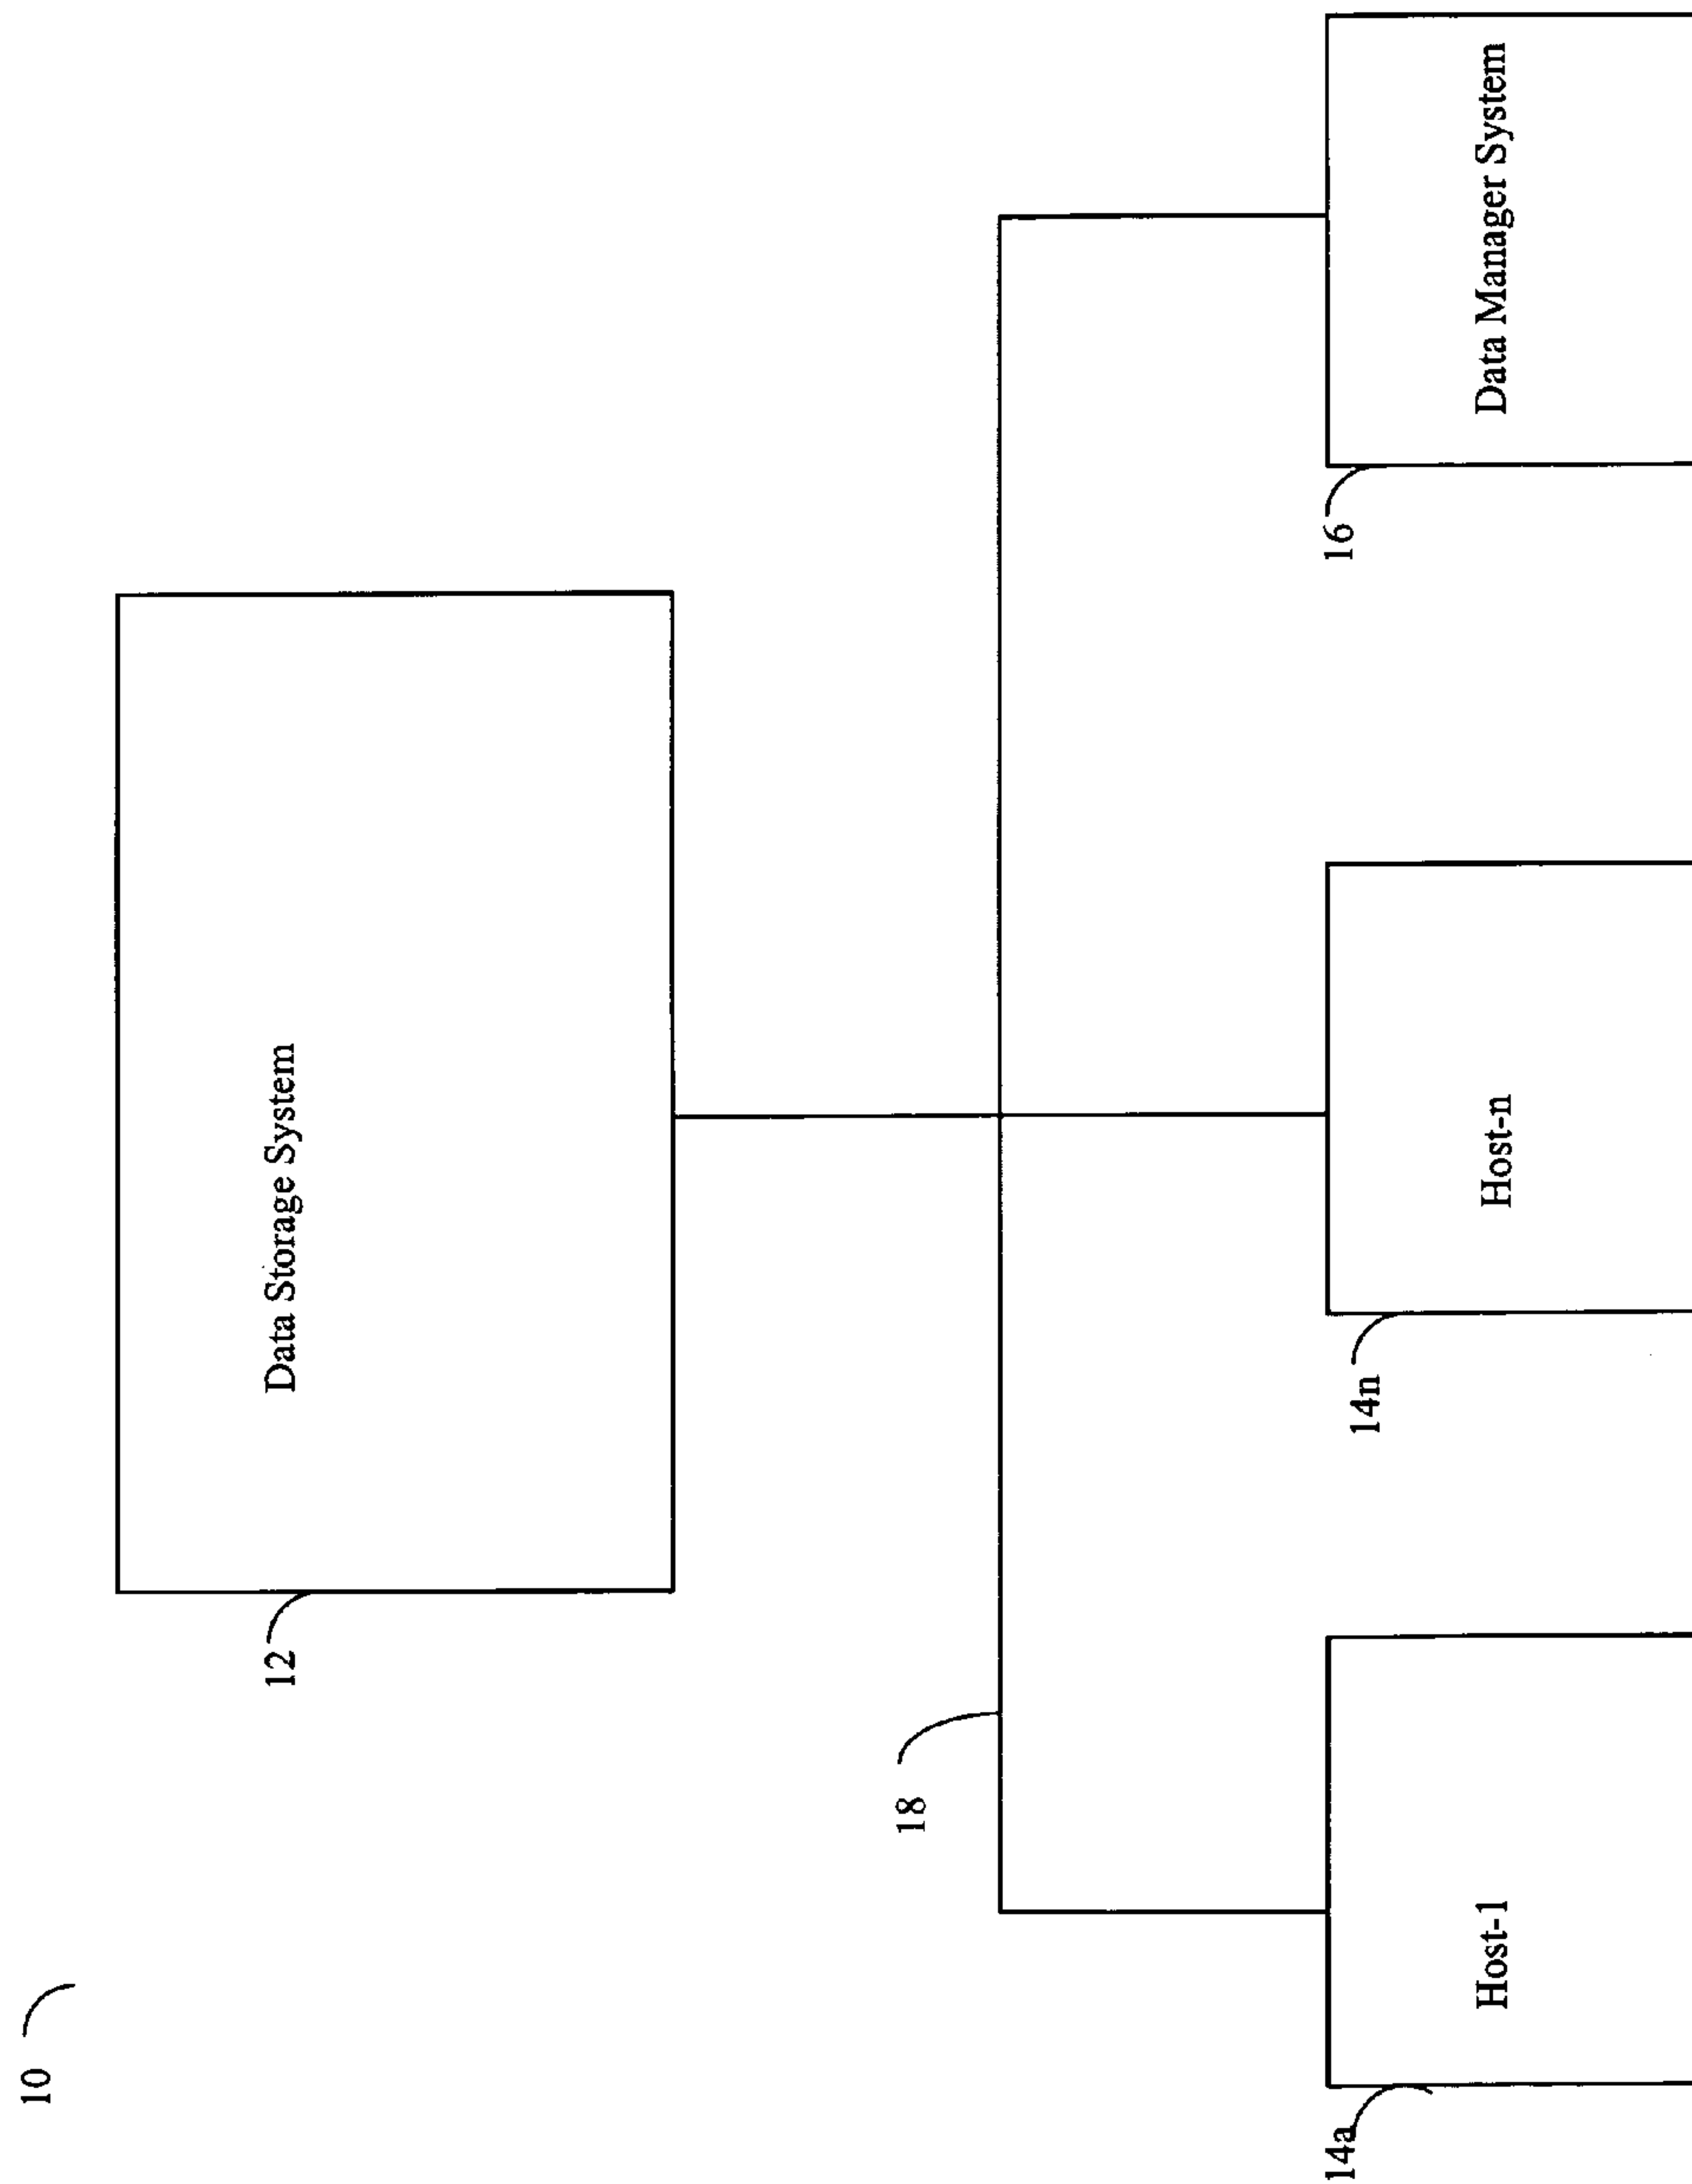 10
12
Data Storage System
18
14a
Host-1
14n
Host-n
16
Data Manager System